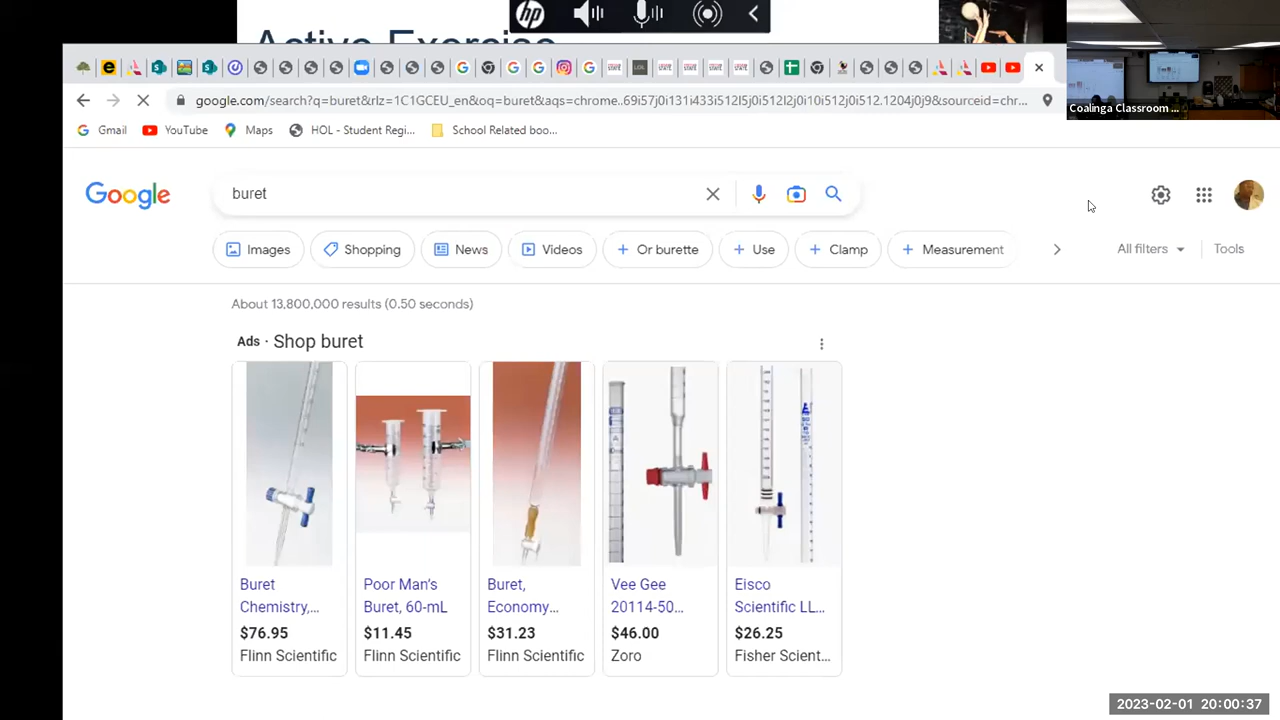 Active Exercise
Coalinga Classroom ...
google.com/search?q=buret&rlz=1C1GCEU_en&oq=buret&aqs=chrome..69i57j0i131i433i512l5j0i512l2j0i10i512j0i512.1204j0j9&sourceid=chr...
Gmail
YouTube
Maps
HOL - Student Regi...
School Related boo...
Google
buret
Images
Shopping
News
Videos
+ Or burette
+ Use
+ Clamp
+ Measurement
All filters
Tools
About 13,800,000 results (0.50 seconds)
Ads · Shop buret
Buret
Chemistry,...
$76.95
Flinn Scientific
Poor Man's
Buret, 60-mL
$11.45
Flinn Scientific
Buret,
Economy...
$31.23
Flinn Scientific
Vee Gee
20114-50...
$46.00
Zoro
Eisco
Scientific LL...
$26.25
Fisher Scient...
2023-02-01 20:00:37